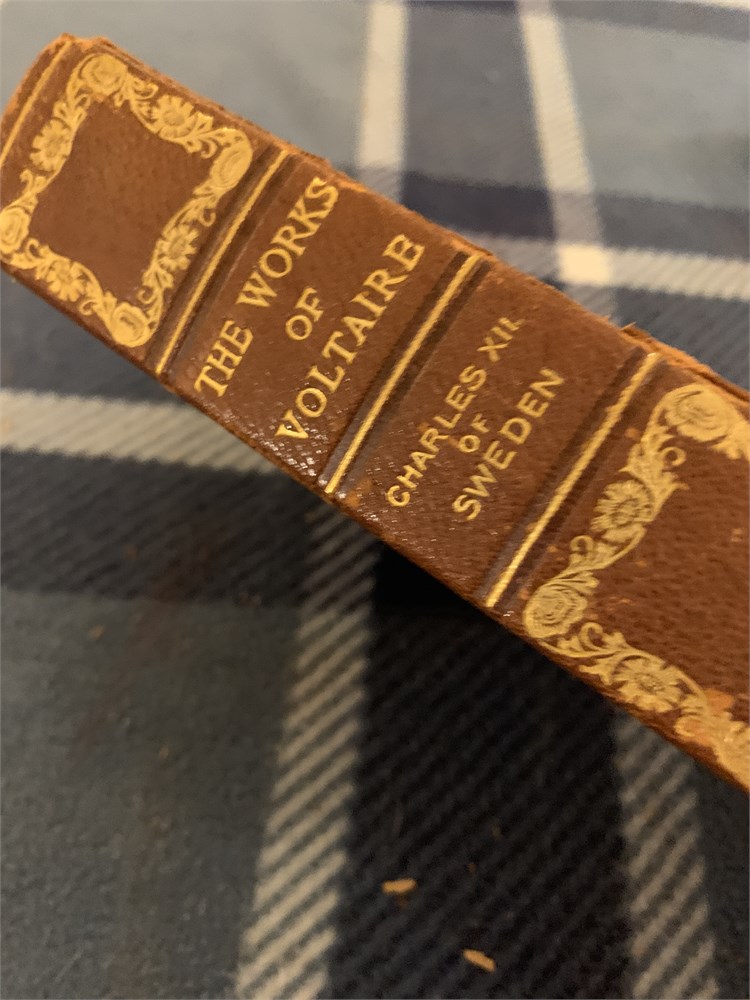 THE WORKS
OF
VOLTAIRE
CHARLES XII.
OF
SWEDEN